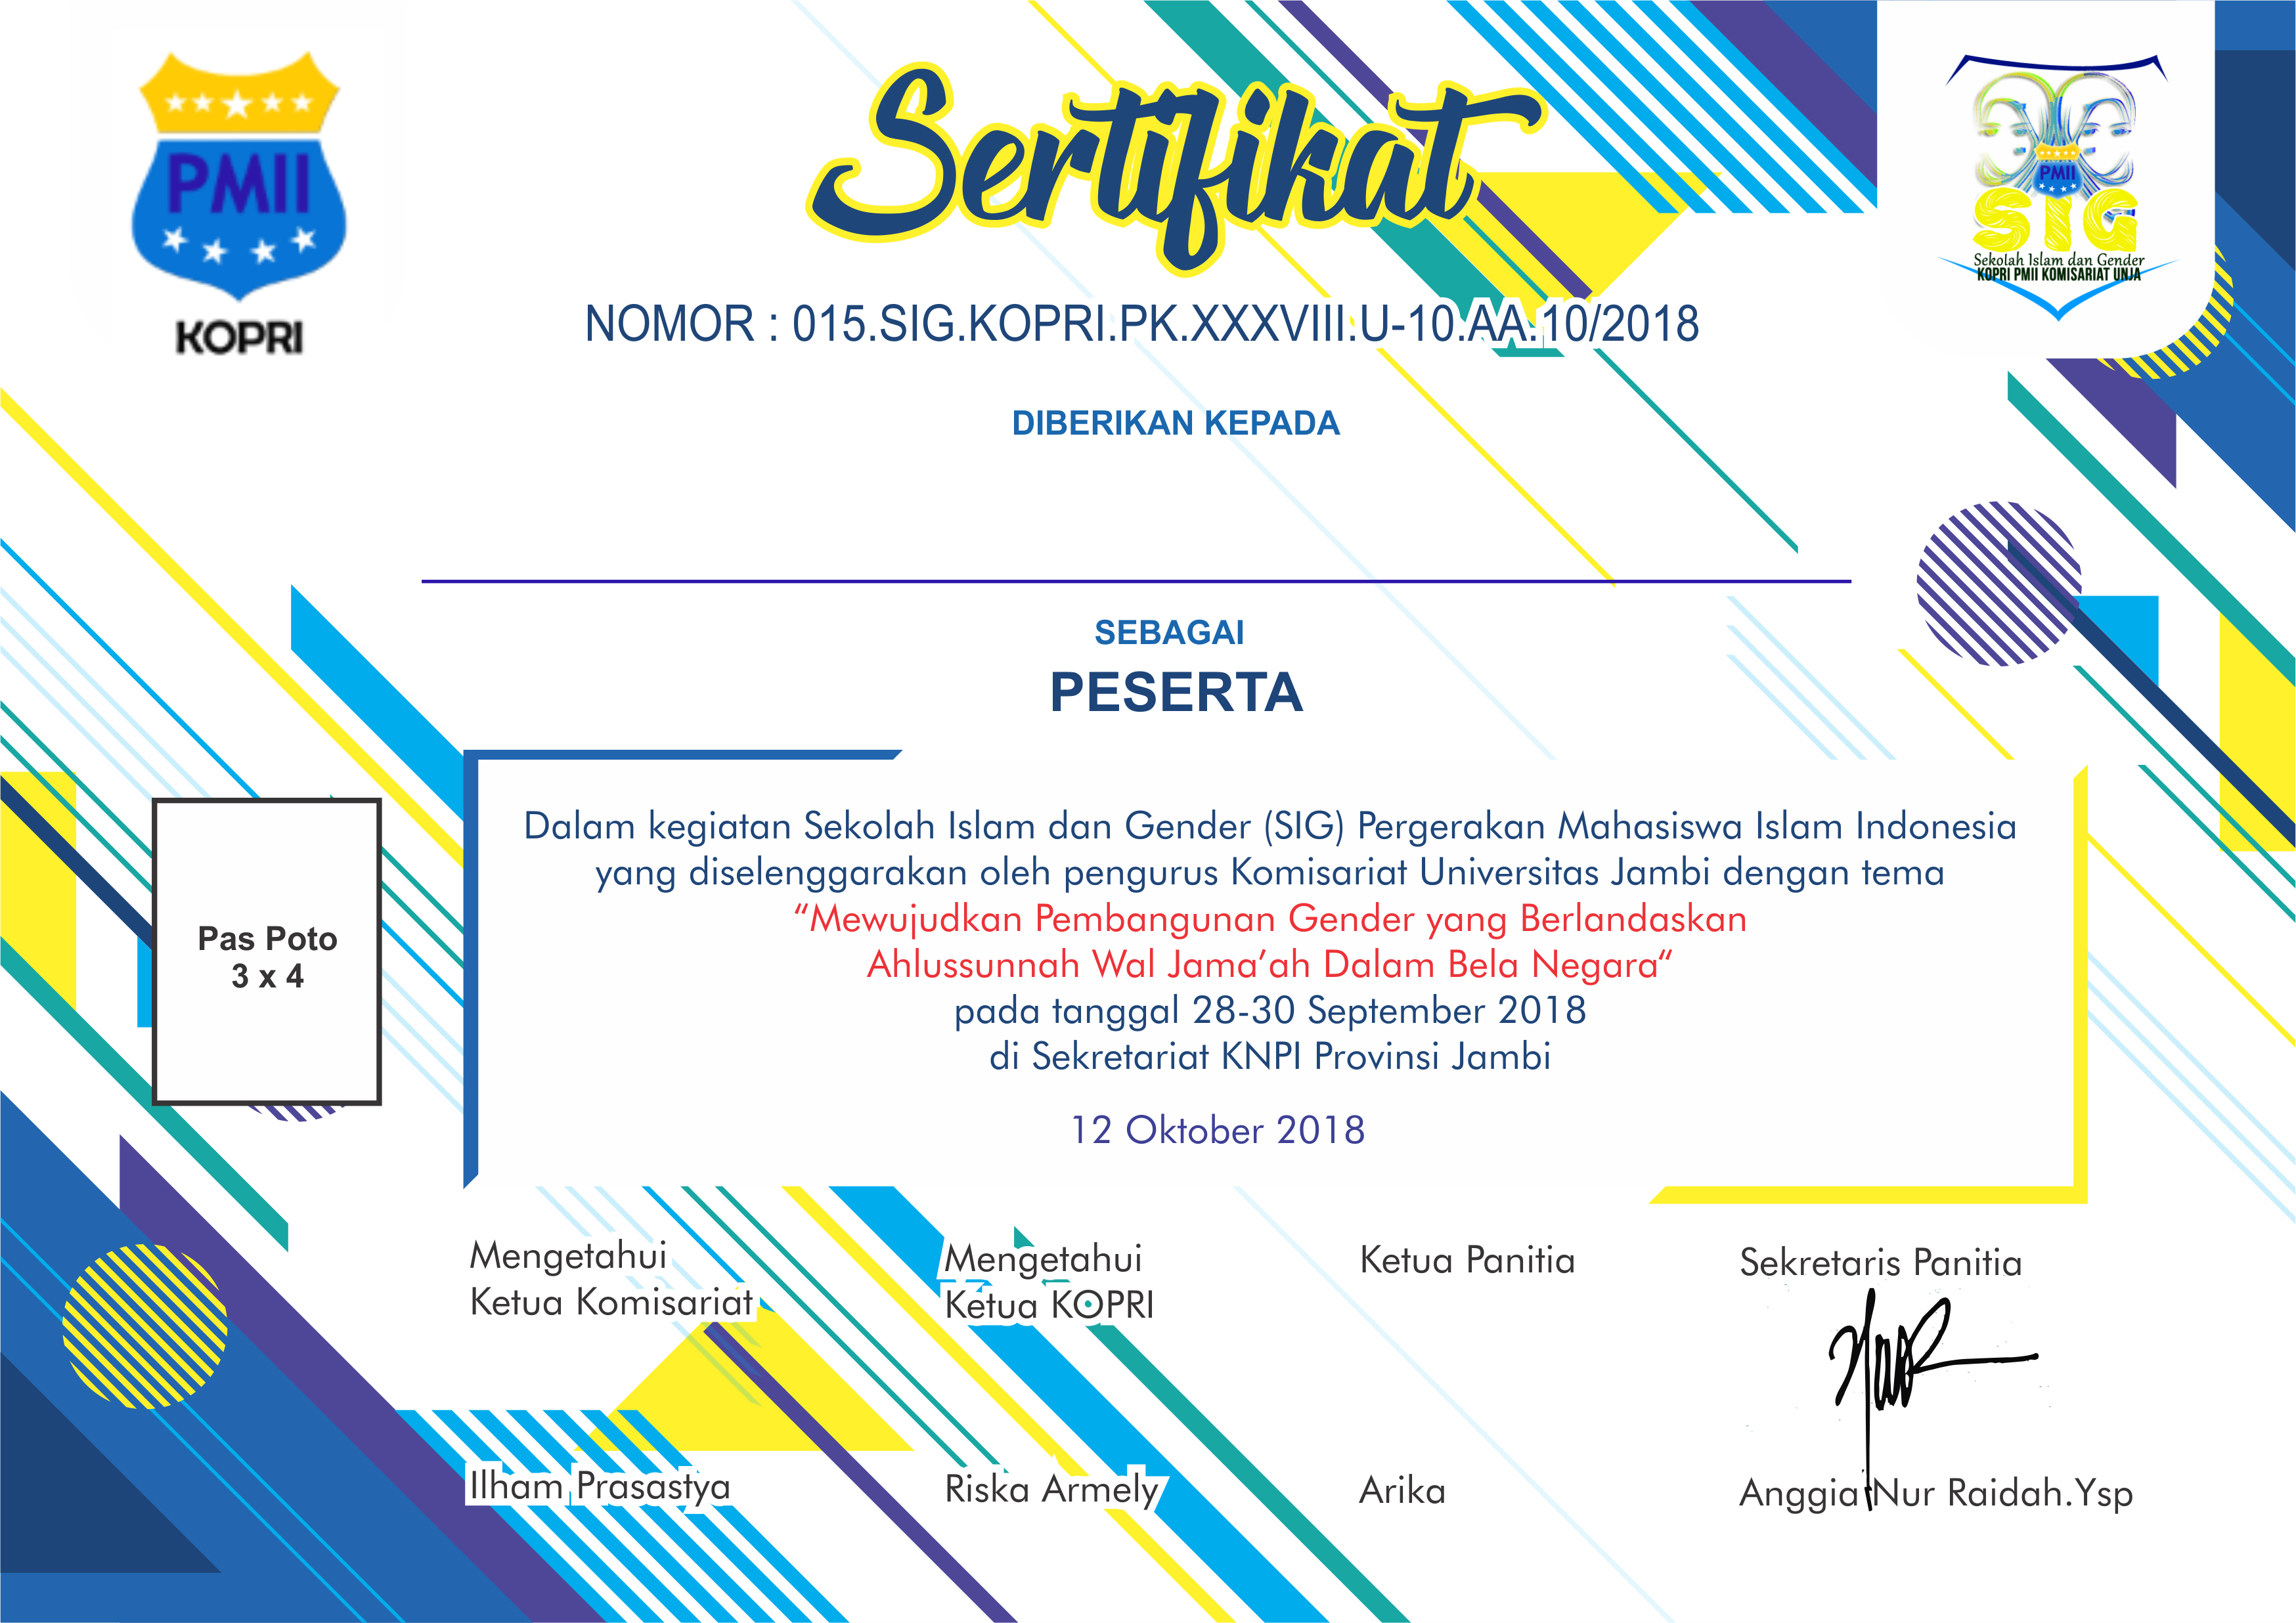 PMII
KOPRI
Sertifikat
PMII
SIG
Sekolah Islam dan Gender
KOPRI PMII KOMISARIAT UNJA
NOMOR : 015.SIG.KOPRI.PK.XXXVIII.U-10.AA.10/2018
DIBERIKAN KEPADA
SEBAGAI
PESERTA
Pas Poto
3 x 4
Dalam kegiatan Sekolah Islam dan Gender (SIG) Pergerakan Mahasiswa Islam Indonesia
yang diselenggarakan oleh pengurus Komisariat Universitas Jambi dengan tema
“Mewujudkan Pembangunan Gender yang Berlandaskan
Ahlussunnah Wal Jama’ah Dalam Bela Negara“
pada tanggal 28-30 September 2018
di Sekretariat KNPI Provinsi Jambi
12 Oktober 2018
Mengetahui
Ketua Komisariat
Ilham Prasastya
Mengetahui
Ketua KOPRI
Riska Armely
Ketua Panitia
Arika
Sekretaris Panitia
Anggia Nur Raidah.Ysp